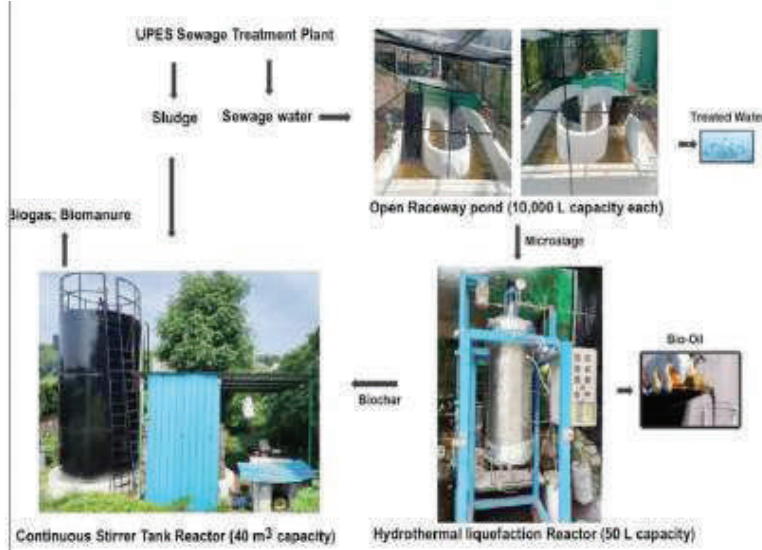 UPES Sewage Treatment Plant
Sludge
Sewage water
Treated Water
Open Raceway pond (10,000 L capacity each)
Biogas, Biomanure
Microalage
Bio-Oil
Biochar
Continuous Stirrer Tank Reactor (40 m³ capacity)
Hydrothermal liquefaction Reactor (50 L capacity)